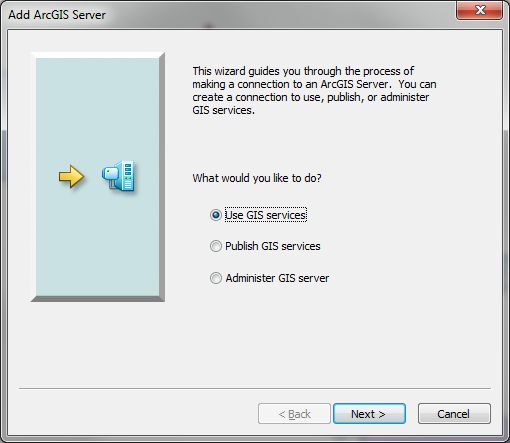 Add ArcGIS Server
This wizard guides you through the process of
making a connection to an ArcGIS Server.  You can
create a connection to use, publish, or administer
GIS services.
What would you like to do?
Use GIS services
Publish GIS services
Administer GIS server
< Back
Next >
Cancel